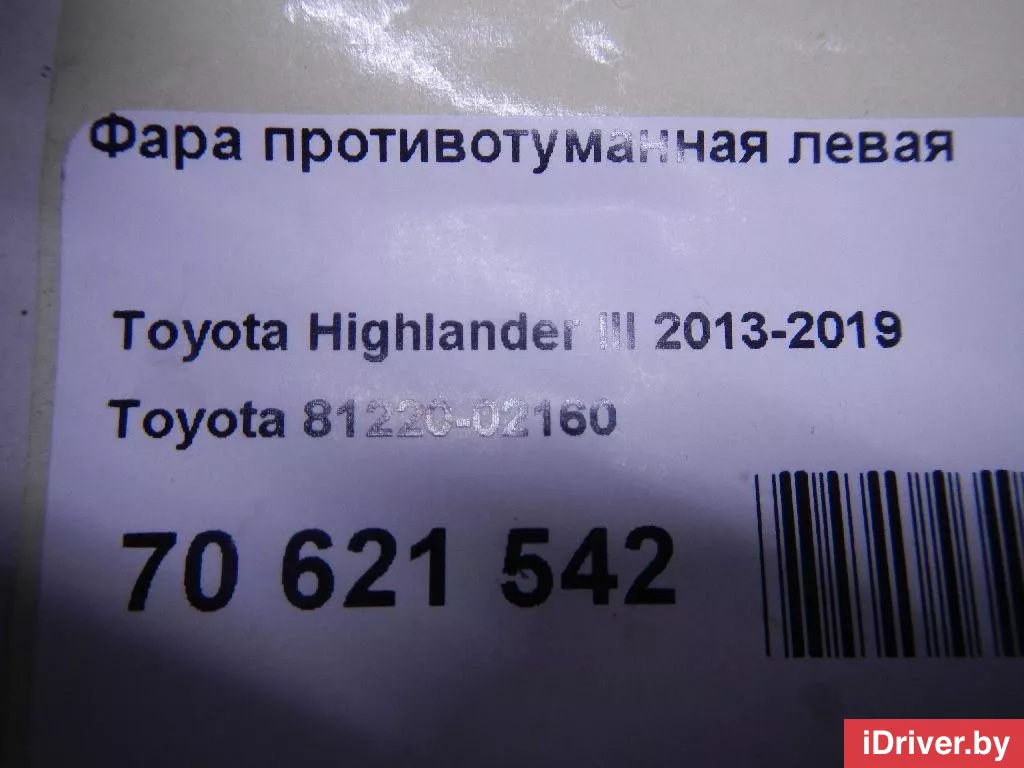 Фара противотуманная левая
Toyota Highlander III 2013-2019
Toyota 81220-02160
70 621 542
iDriver.by